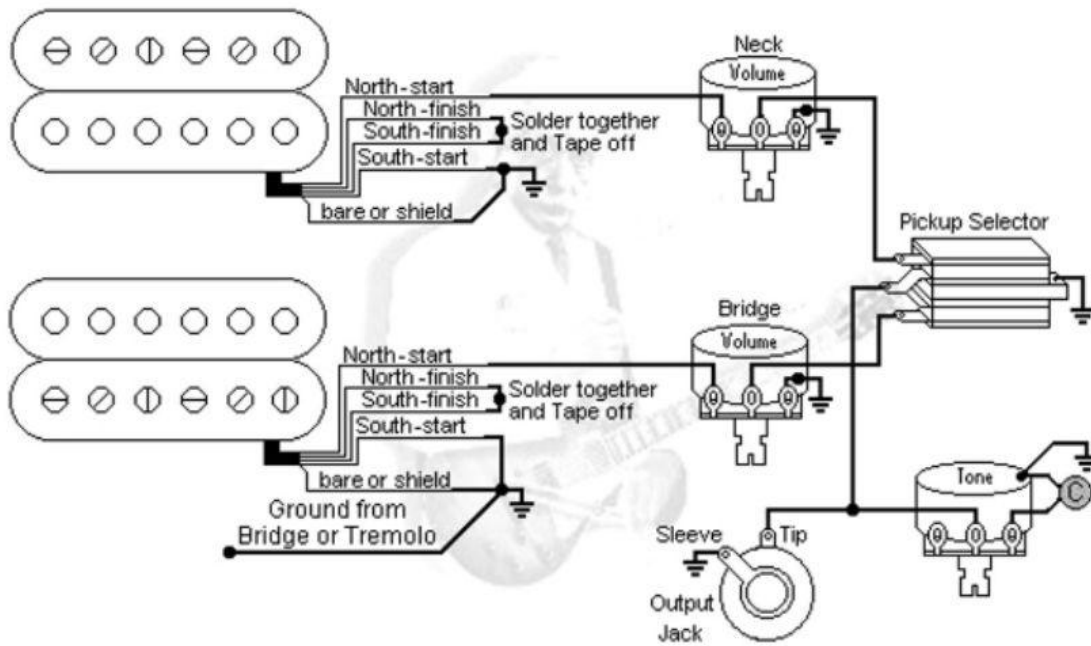 Neck
Volume
North-start
North-finish
South-finish
Solder together
and Tape off
South-start
bare or shield
Pickup Selector
Bridge
Volume
North-start
North-finish
South-finish
Solder together
and Tape off
South-start
bare or shield
Ground from
Bridge or Tremolo
Tone
C
Sleeve
Tip
Output
Jack